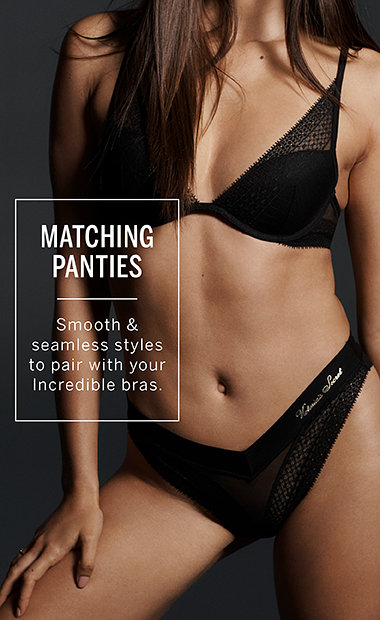 MATCHING
PANTIES
Smooth &
seamless styles
to pair with your
Incredible bras.
Victoria's Secret